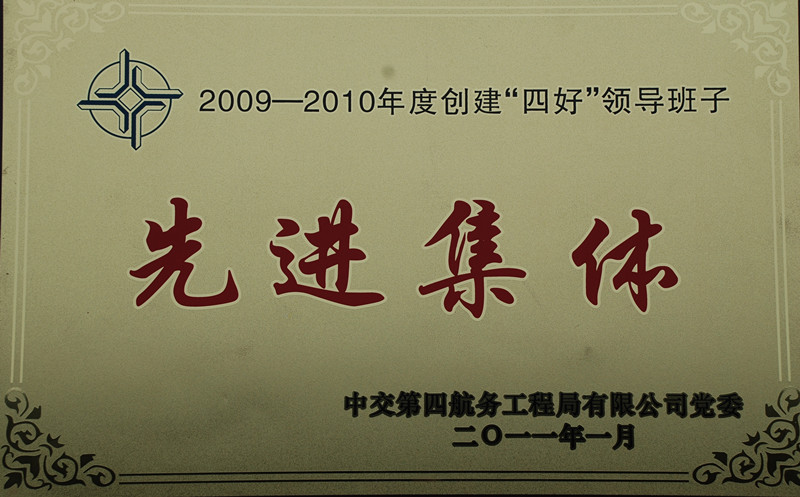 2009—2010年度创建“四好”领导班子
先进集体
中交第四航务工程局有限公司党委
二〇一一年一月